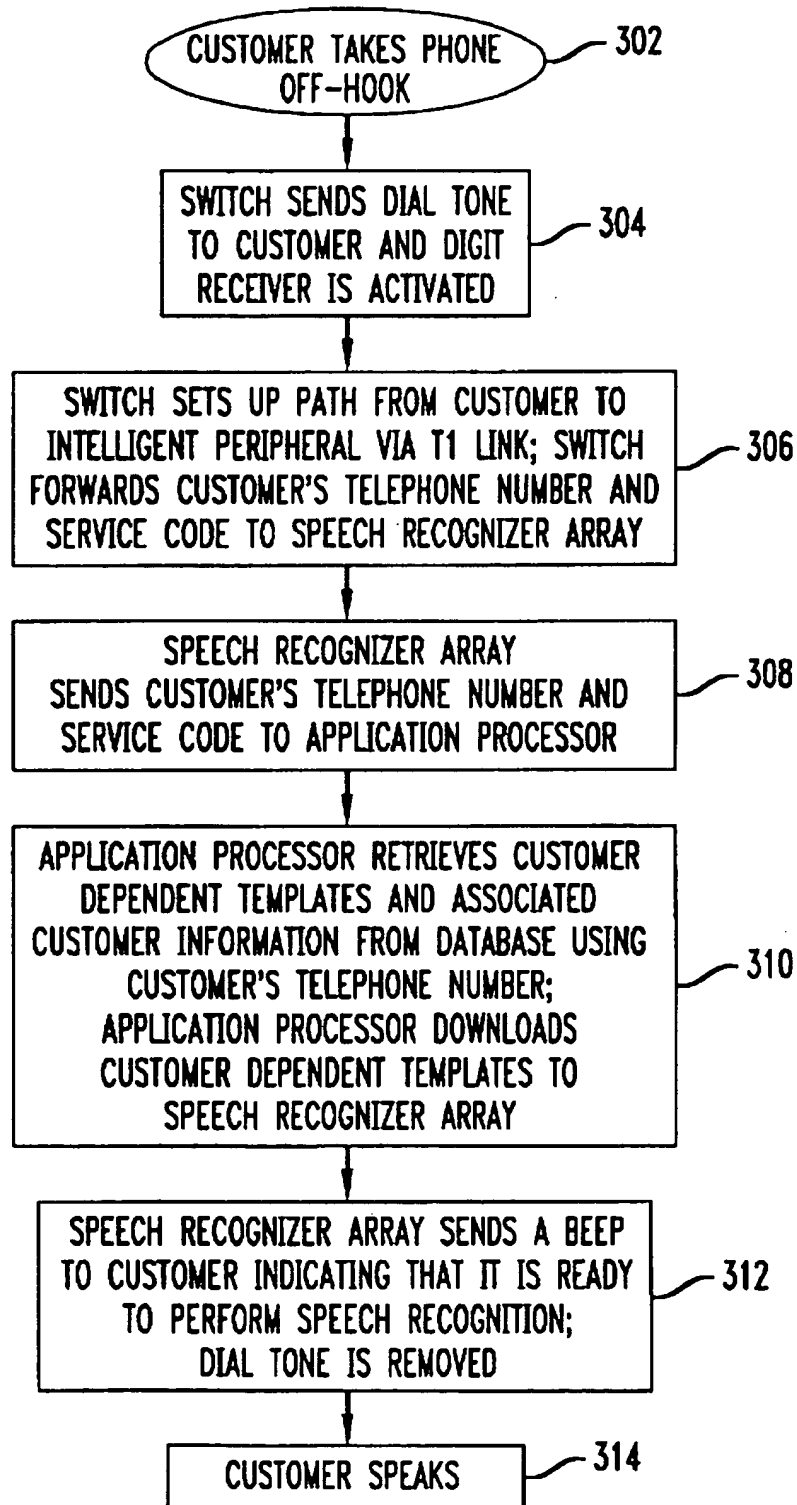 CUSTOMER TAKES PHONE
OFF-HOOK
302
SWITCH SENDS DIAL TONE
TO CUSTOMER AND DIGIT
RECEIVER IS ACTIVATED
304
SWITCH SETS UP PATH FROM CUSTOMER TO
INTELLIGENT PERIPHERAL VIA T1 LINK; SWITCH
FORWARDS CUSTOMER'S TELEPHONE NUMBER AND
SERVICE CODE TO SPEECH RECOGNIZER ARRAY
306
SPEECH RECOGNIZER ARRAY
SENDS CUSTOMER'S TELEPHONE NUMBER AND
SERVICE CODE TO APPLICATION PROCESSOR
308
APPLICATION PROCESSOR RETRIEVES CUSTOMER
DEPENDENT TEMPLATES AND ASSOCIATED
CUSTOMER INFORMATION FROM DATABASE USING
CUSTOMER'S TELEPHONE NUMBER;
APPLICATION PROCESSOR DOWNLOADS
CUSTOMER DEPENDENT TEMPLATES TO
SPEECH RECOGNIZER ARRAY
310
SPEECH RECOGNIZER ARRAY SENDS A BEEP
TO CUSTOMER INDICATING THAT IT IS READY
TO PERFORM SPEECH RECOGNITION;
DIAL TONE IS REMOVED
312
CUSTOMER SPEAKS
314